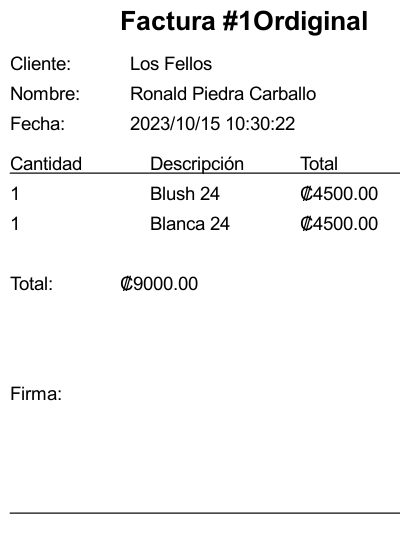 Factura #1Ordiginal
Cliente: Los Fellos
Nombre: Ronald Piedra Carballo
Fecha: 2023/10/15 10:30:22
Cantidad Descripción Total
1 Blush 24 ₡4500.00
1 Blanca 24 ₡4500.00
Total: ₡9000.00
Firma: